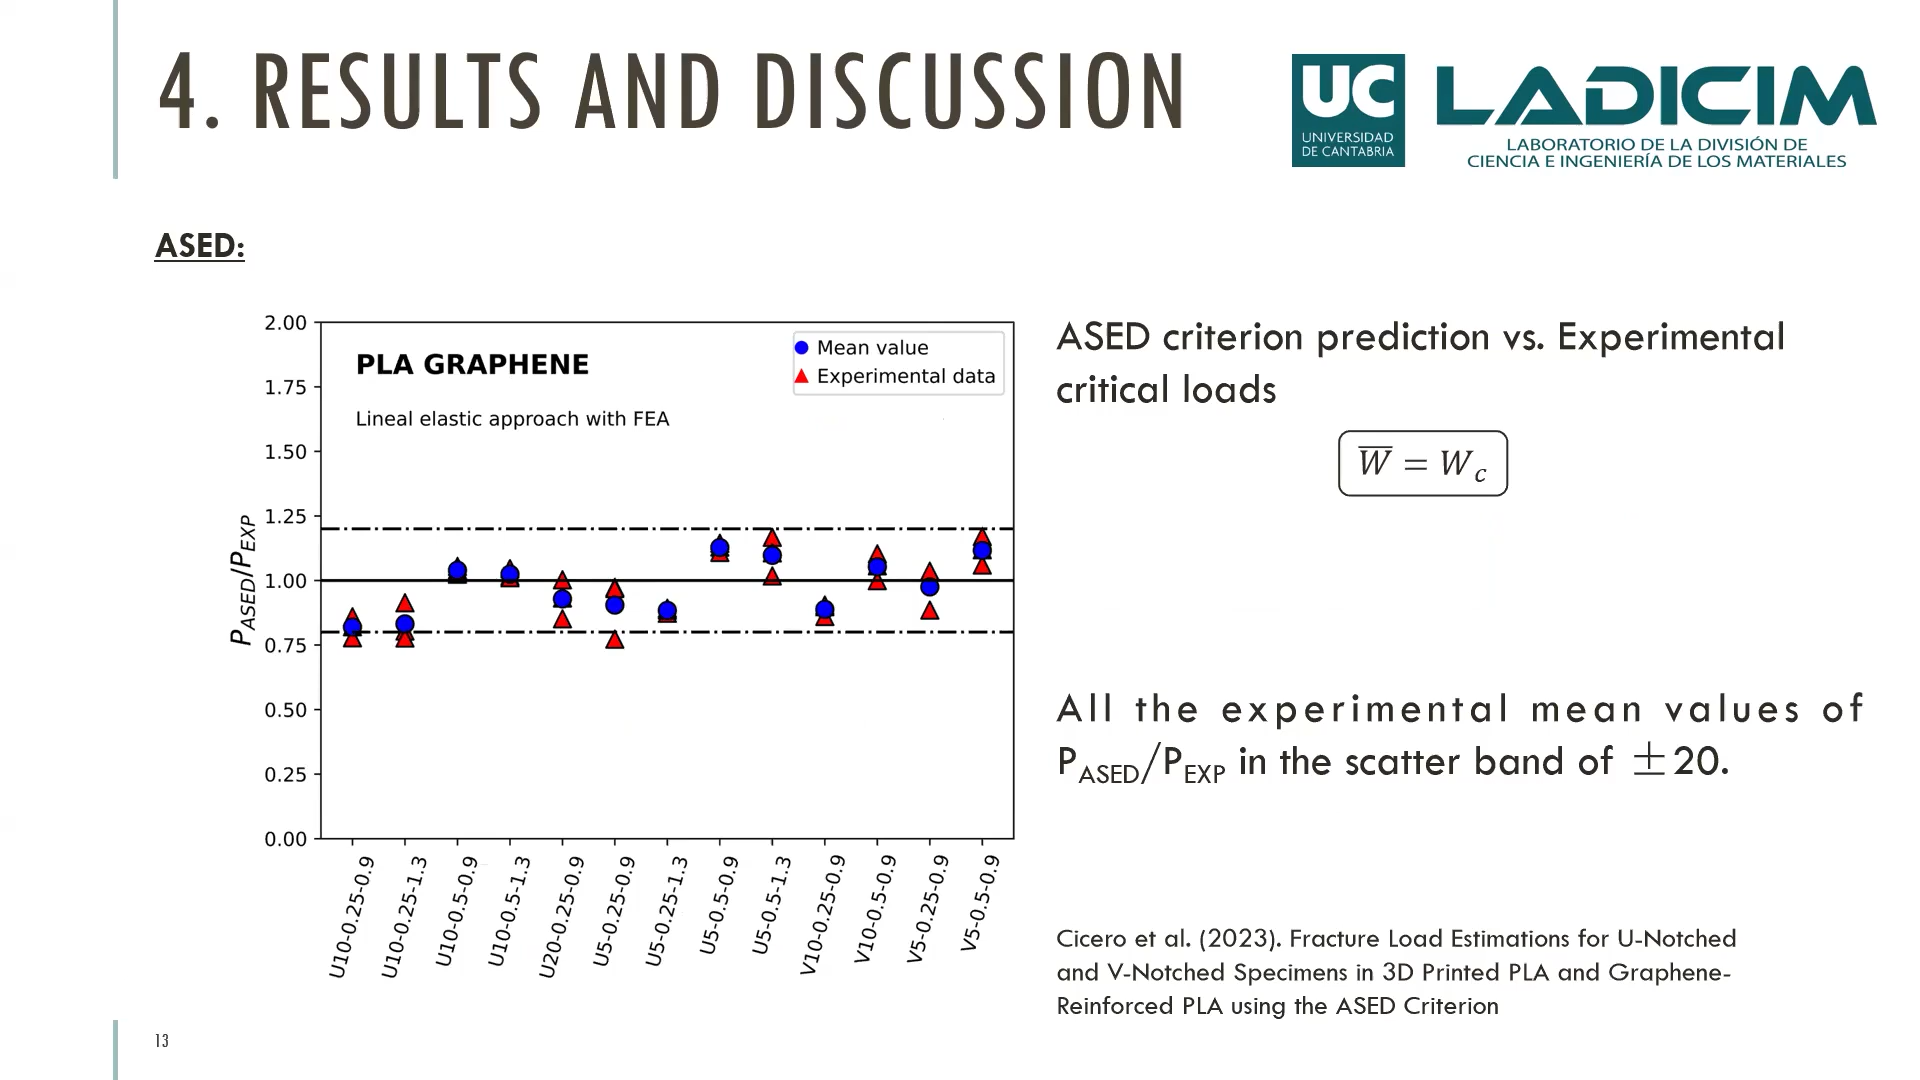 4. RESULTS AND DISCUSSION
UC
UNIVERSIDAD
DE CANTABRIA
LADICIM
LABORATORIO DE LA DIVISIÓN DE
CIENCIA E INGENIERÍA DE LOS MATERIALES
ASED:
2.00
1.75
1.50
1.25
1.00
0.75
0.50
0.25
0.00
P_ASED/P_EXP
PLA GRAPHENE
Lineal elastic approach with FEA
Mean value
Experimental data
U10-0.25-0.9
U10-0.25-1.3
U10-0.5-0.9
U10-0.5-1.3
U20-0.25-0.9
U5-0.25-0.9
U5-0.25-1.3
U5-0.5-0.9
U5-0.5-1.3
V10-0.25-0.9
V10-0.5-0.9
V5-0.25-0.9
V5-0.5-0.9
ASED criterion prediction vs. Experimental
critical loads
W̅ = W_c
All the experimental mean values of
P_ASED/P_EXP in the scatter band of ±20.
Cicero et al. (2023). Fracture Load Estimations for U-Notched
and V-Notched Specimens in 3D Printed PLA and Graphene-
Reinforced PLA using the ASED Criterion
13